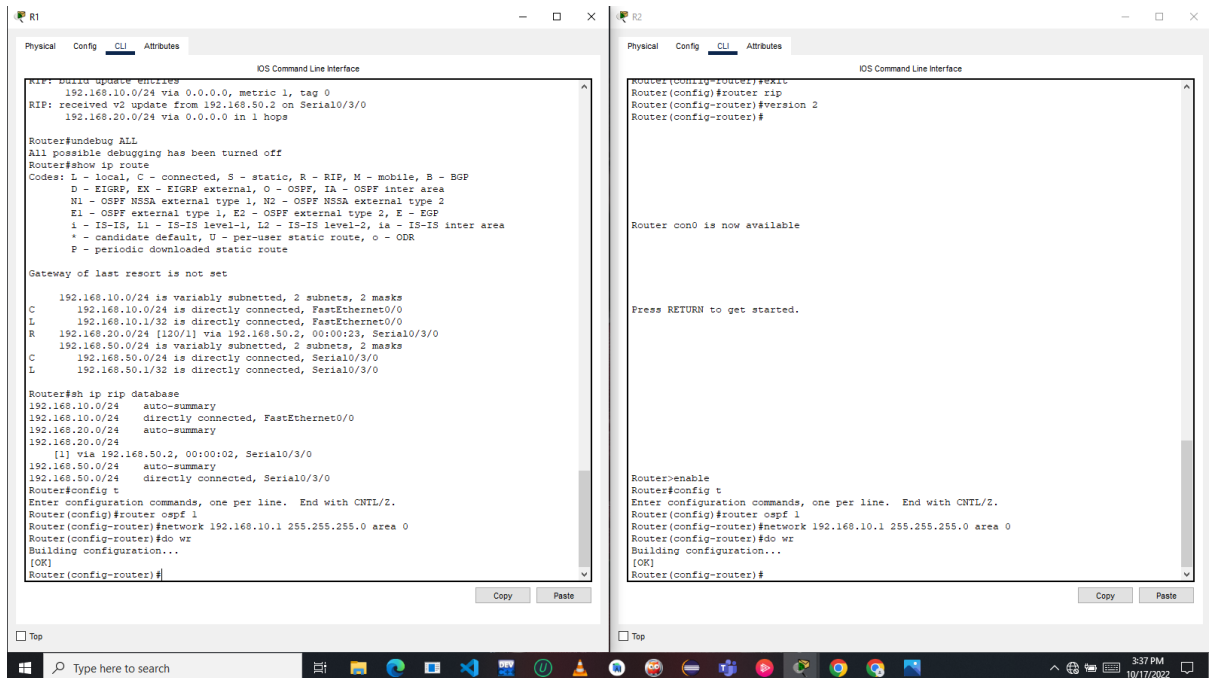 R1
Physical Config CLI Attributes
IOS Command Line Interface
RIP: build update entries
192.168.10.0/24 via 0.0.0.0, metric 1, tag 0
RIP: received v2 update from 192.168.50.2 on Serial0/3/0
192.168.20.0/24 via 0.0.0.0 in 1 hops
Router#undebug ALL
All possible debugging has been turned off
Router#show ip route
Codes: L - local, C - connected, S - static, R - RIP, M - mobile, B - BGP
D - EIGRP, EX - EIGRP external, O - OSPF, IA - OSPF inter area
N1 - OSPF NSSA external type 1, N2 - OSPF NSSA external type 2
E1 - OSPF external type 1, E2 - OSPF external type 2, E - EGP
i - IS-IS, L1 - IS-IS level-1, L2 - IS-IS level-2, ia - IS-IS inter area
* - candidate default, U - per-user static route, o - ODR
P - periodic downloaded static route
Gateway of last resort is not set
192.168.10.0/24 is variably subnetted, 2 subnets, 2 masks
C 192.168.10.0/24 is directly connected, FastEthernet0/0
L 192.168.10.1/32 is directly connected, FastEthernet0/0
R 192.168.20.0/24 [120/1] via 192.168.50.2, 00:00:23, Serial0/3/0
192.168.50.0/24 is variably subnetted, 2 subnets, 2 masks
C 192.168.50.0/24 is directly connected, Serial0/3/0
L 192.168.50.1/32 is directly connected, Serial0/3/0
Router#sh ip rip database
192.168.10.0/24 auto-summary
192.168.10.0/24 directly connected, FastEthernet0/0
192.168.20.0/24 auto-summary
192.168.20.0/24
[1] via 192.168.50.2, 00:00:02, Serial0/3/0
192.168.50.0/24 auto-summary
192.168.50.0/24 directly connected, Serial0/3/0
Router#config t
Enter configuration commands, one per line. End with CNTL/Z.
Router(config)#router ospf 1
Router(config-router)#network 192.168.10.1 255.255.255.0 area 0
Router(config-router)#do wr
Building configuration...
[OK]
Router(config-router)#
Copy Paste
Top
R2
Physical Config CLI Attributes
IOS Command Line Interface
Router(config-router)#exit
Router(config)#router rip
Router(config-router)#version 2
Router(config-router)#
Router con0 is now available
Press RETURN to get started.
Router>enable
Router#config t
Enter configuration commands, one per line. End with CNTL/Z.
Router(config)#router ospf 1
Router(config-router)#network 192.168.10.1 255.255.255.0 area 0
Router(config-router)#do wr
Building configuration...
[OK]
Router(config-router)#
Copy Paste
Top
Type here to search
DEV
3:37 PM
10/17/2022